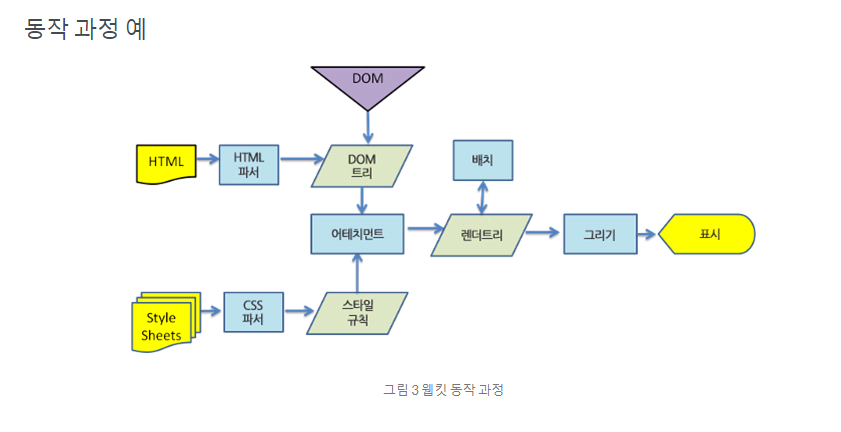 동작 과정 예
DOM
HTML
HTML
파서
DOM
트리
배치
어테치먼트
렌더트리
그리기
표시
Style
Sheets
CSS
파서
스타일
규칙
그림 3 웹킷 동작 과정